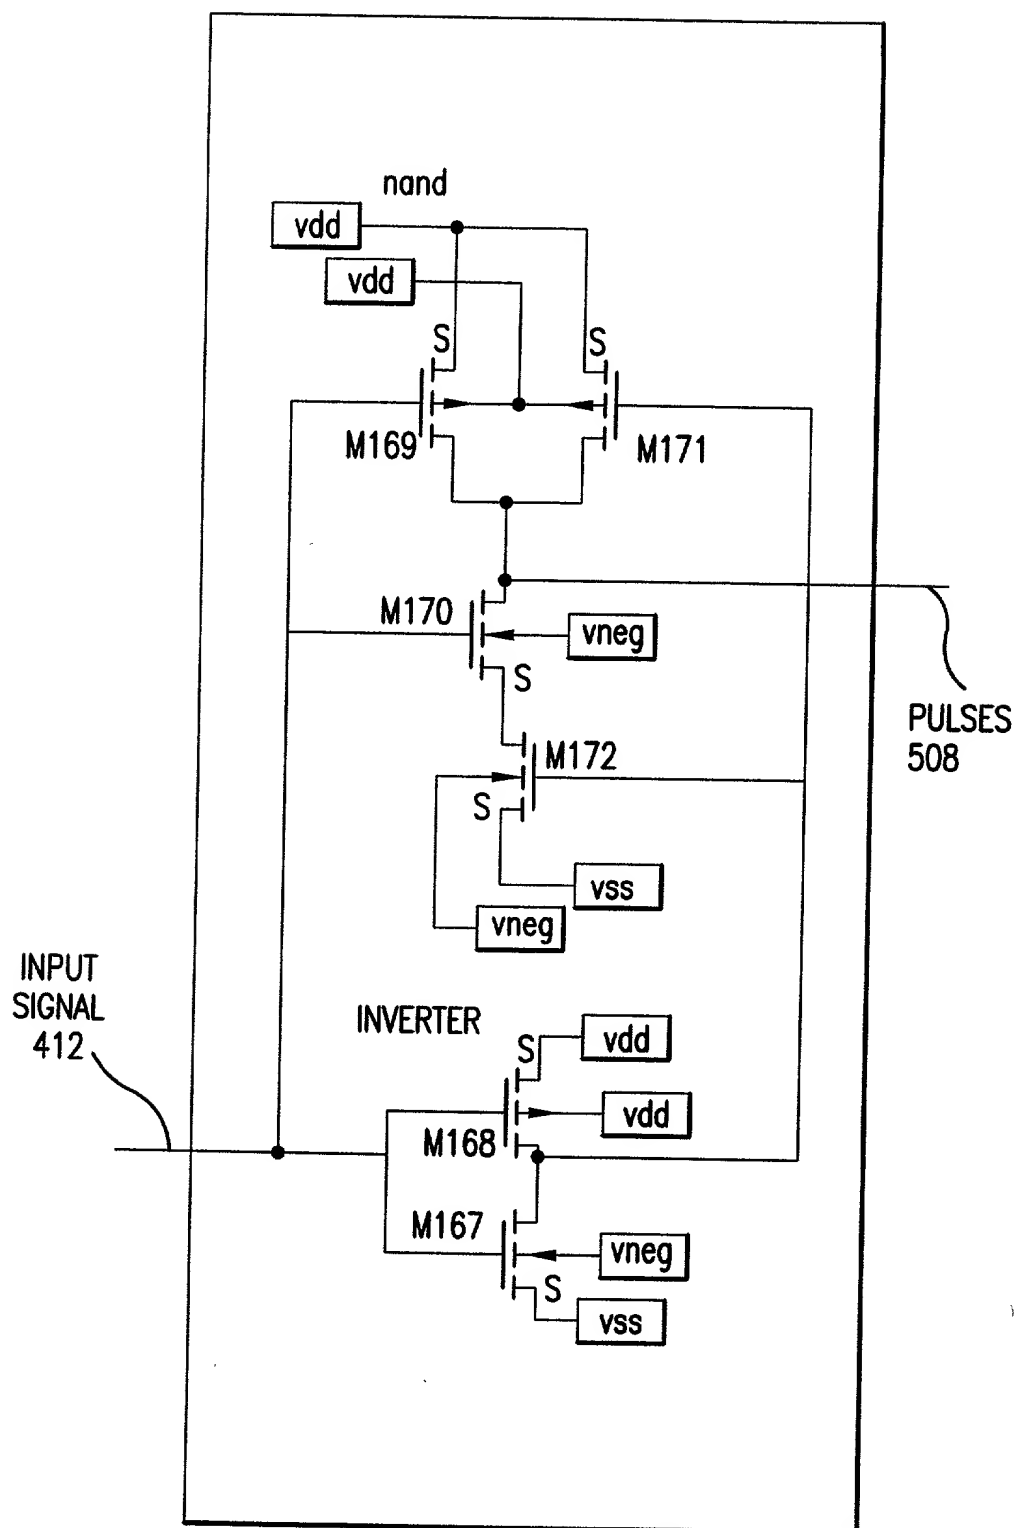 nand
vdd
vdd
S
S
M169
M171
M170
vneg
S
PULSES
508
M172
S
vss
vneg
INPUT
SIGNAL
412
INVERTER
S
vdd
vdd
M168
M167
vneg
S
vss